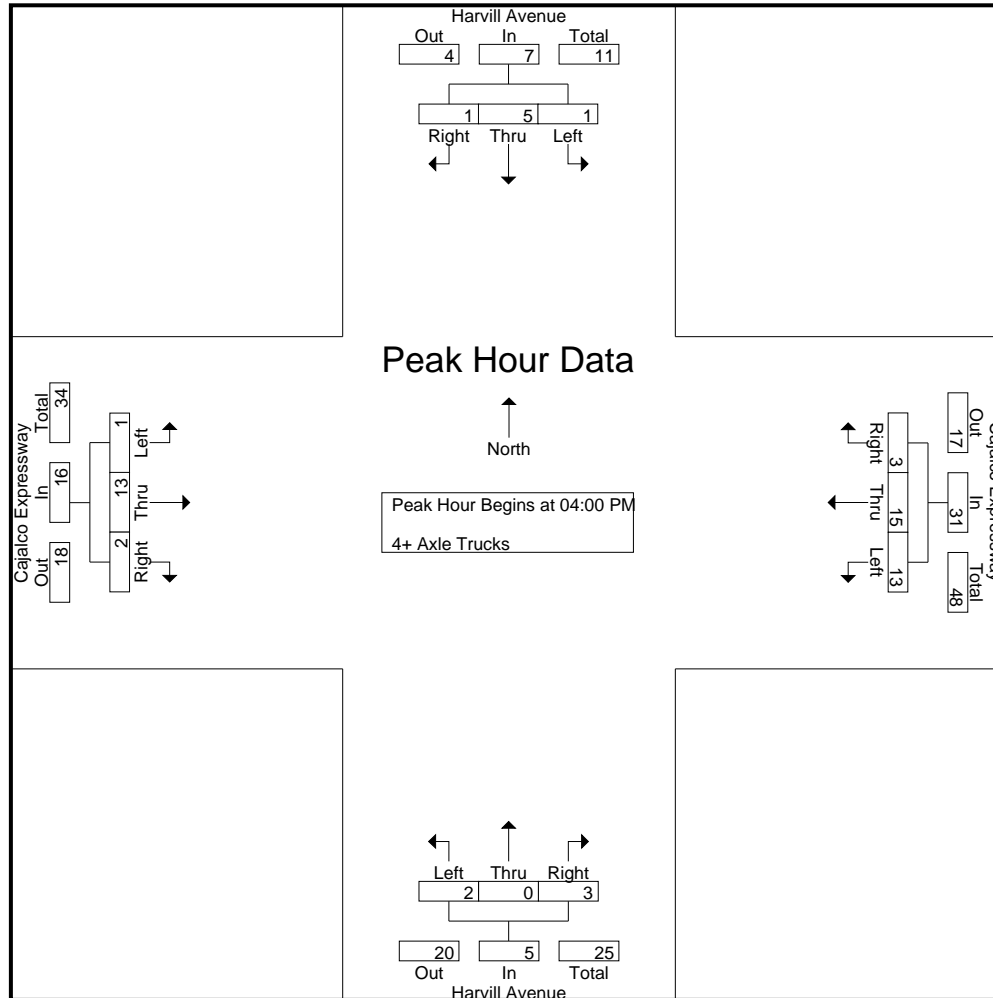 Harvill Avenue
Out In Total
4 7 11
1 5 1
Right Thru Left
Peak Hour Data
North
Peak Hour Begins at 04:00 PM
4+ Axle Trucks
Cajalco Expressway
Total In Out
34 16 18
1 13 2
Left Thru Right
Right Thru Left
3 15 13
17 31 48
Out In Total
Cajalco Expressway
Left Thru Right
2 0 3
20 5 25
Out In Total
Harvill Avenue